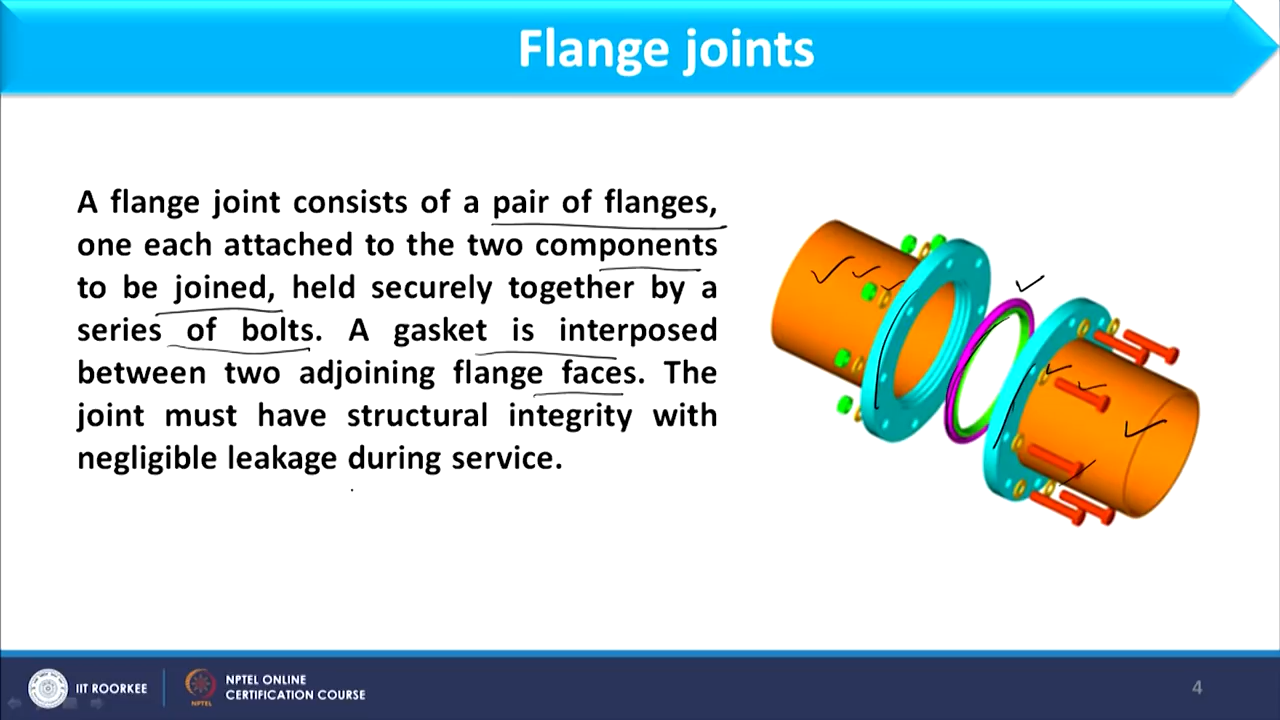 Flange joints
A flange joint consists of a pair of flanges,
one each attached to the two components
to be joined, held securely together by a
series of bolts. A gasket is interposed
between two adjoining flange faces. The
joint must have structural integrity with
negligible leakage during service.
IIT ROORKEE
NPTEL
NPTEL ONLINE
CERTIFICATION COURSE
4